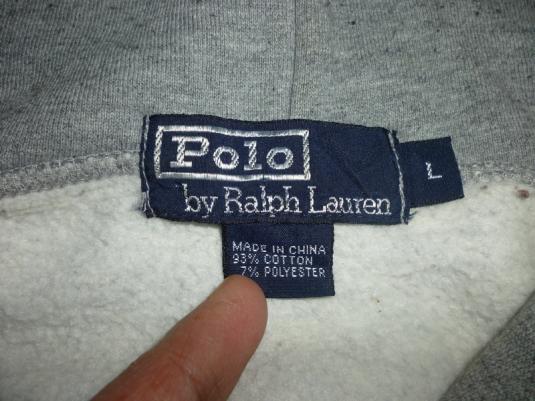 Polo
by Ralph Lauren
L
MADE IN CHINA
93% COTTON
7% POLYESTER